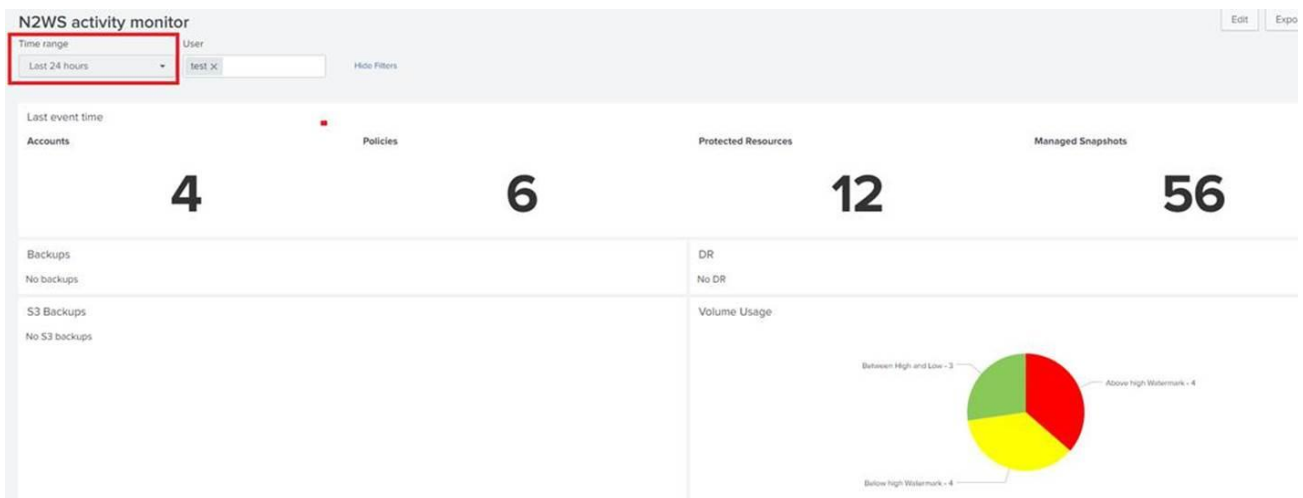 N2WS activity monitor
Edit
Expo
Time range
User
Last 24 hours
test ×
Hide Filters
Last event time
Accounts
Policies
Protected Resources
Managed Snapshots
4
6
12
56
Backups
DR
No backups
No DR
S3 Backups
Volume Usage
No S3 backups
Between High and Low - 3
Above high Watermark - 4
Below high Watermark - 4